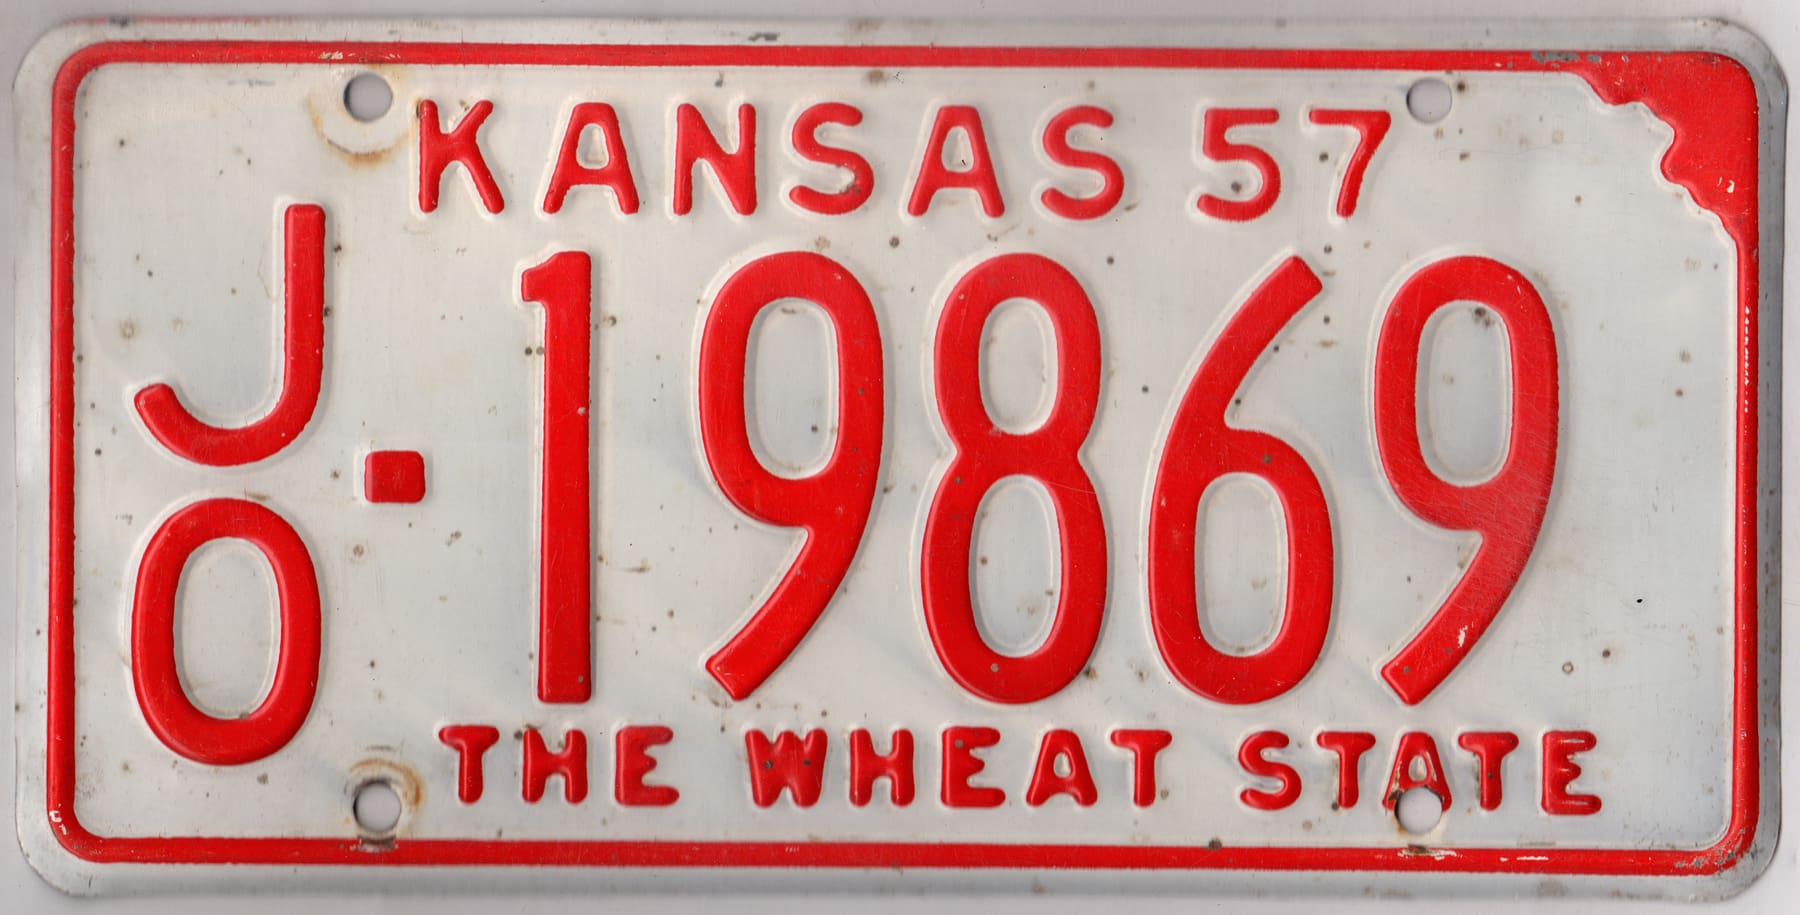 KANSAS 57
JO-19869
THE WHEAT STATE